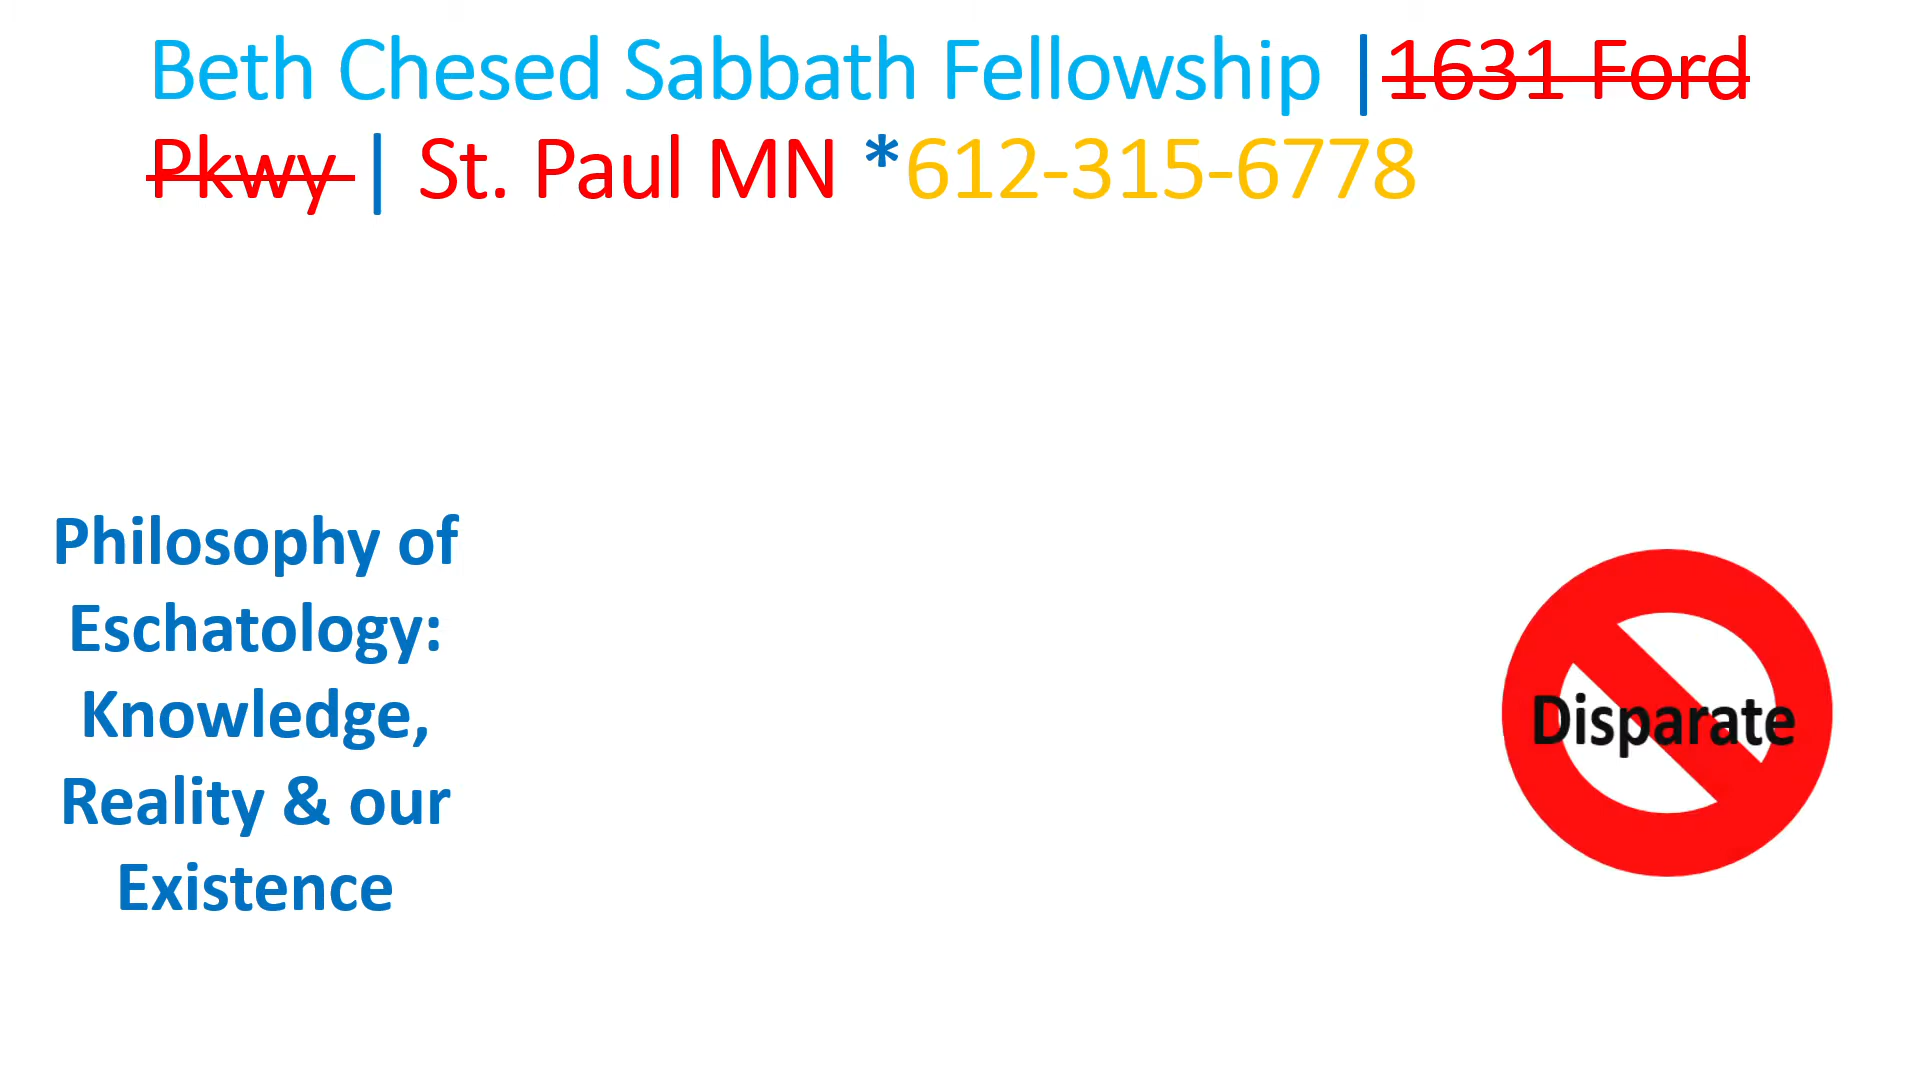 Beth Chesed Sabbath Fellowship |1631 Ford
Pkwy | St. Paul MN *612-315-6778
Philosophy of
Eschatology:
Knowledge,
Reality & our
Existence
Disparate